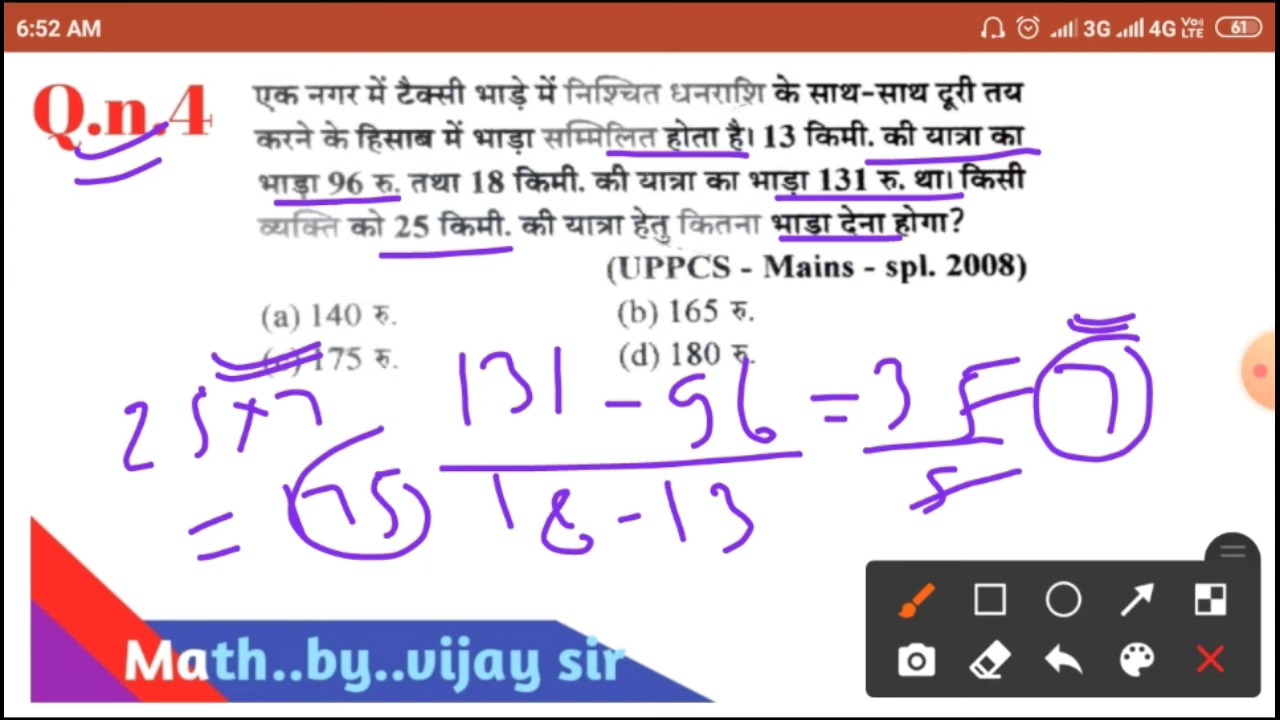 6:52 AM
3G 4G Vo) LTE 61
Q.n.4
एक नगर में टैक्सी भाड़े में निश्चित धनराशि के साथ-साथ दूरी तय
करने के हिसाब में भाड़ा सम्मिलित होता है। 13 किमी. की यात्रा का
भाड़ा 96 रु. तथा 18 किमी. की यात्रा का भाड़ा 131 रु. था। किसी
व्यक्ति को 25 किमी. की यात्रा हेतु कितना भाड़ा देना होगा?
(UPPCS - Mains - spl. 2008)
(a) 140 रु.
(b) 165 रु.
(c) 175 रु.
(d) 180 रु.
131 - 96 = 35 7
18 - 13 5
25 x 7
= 175
Math..by..vijay sir